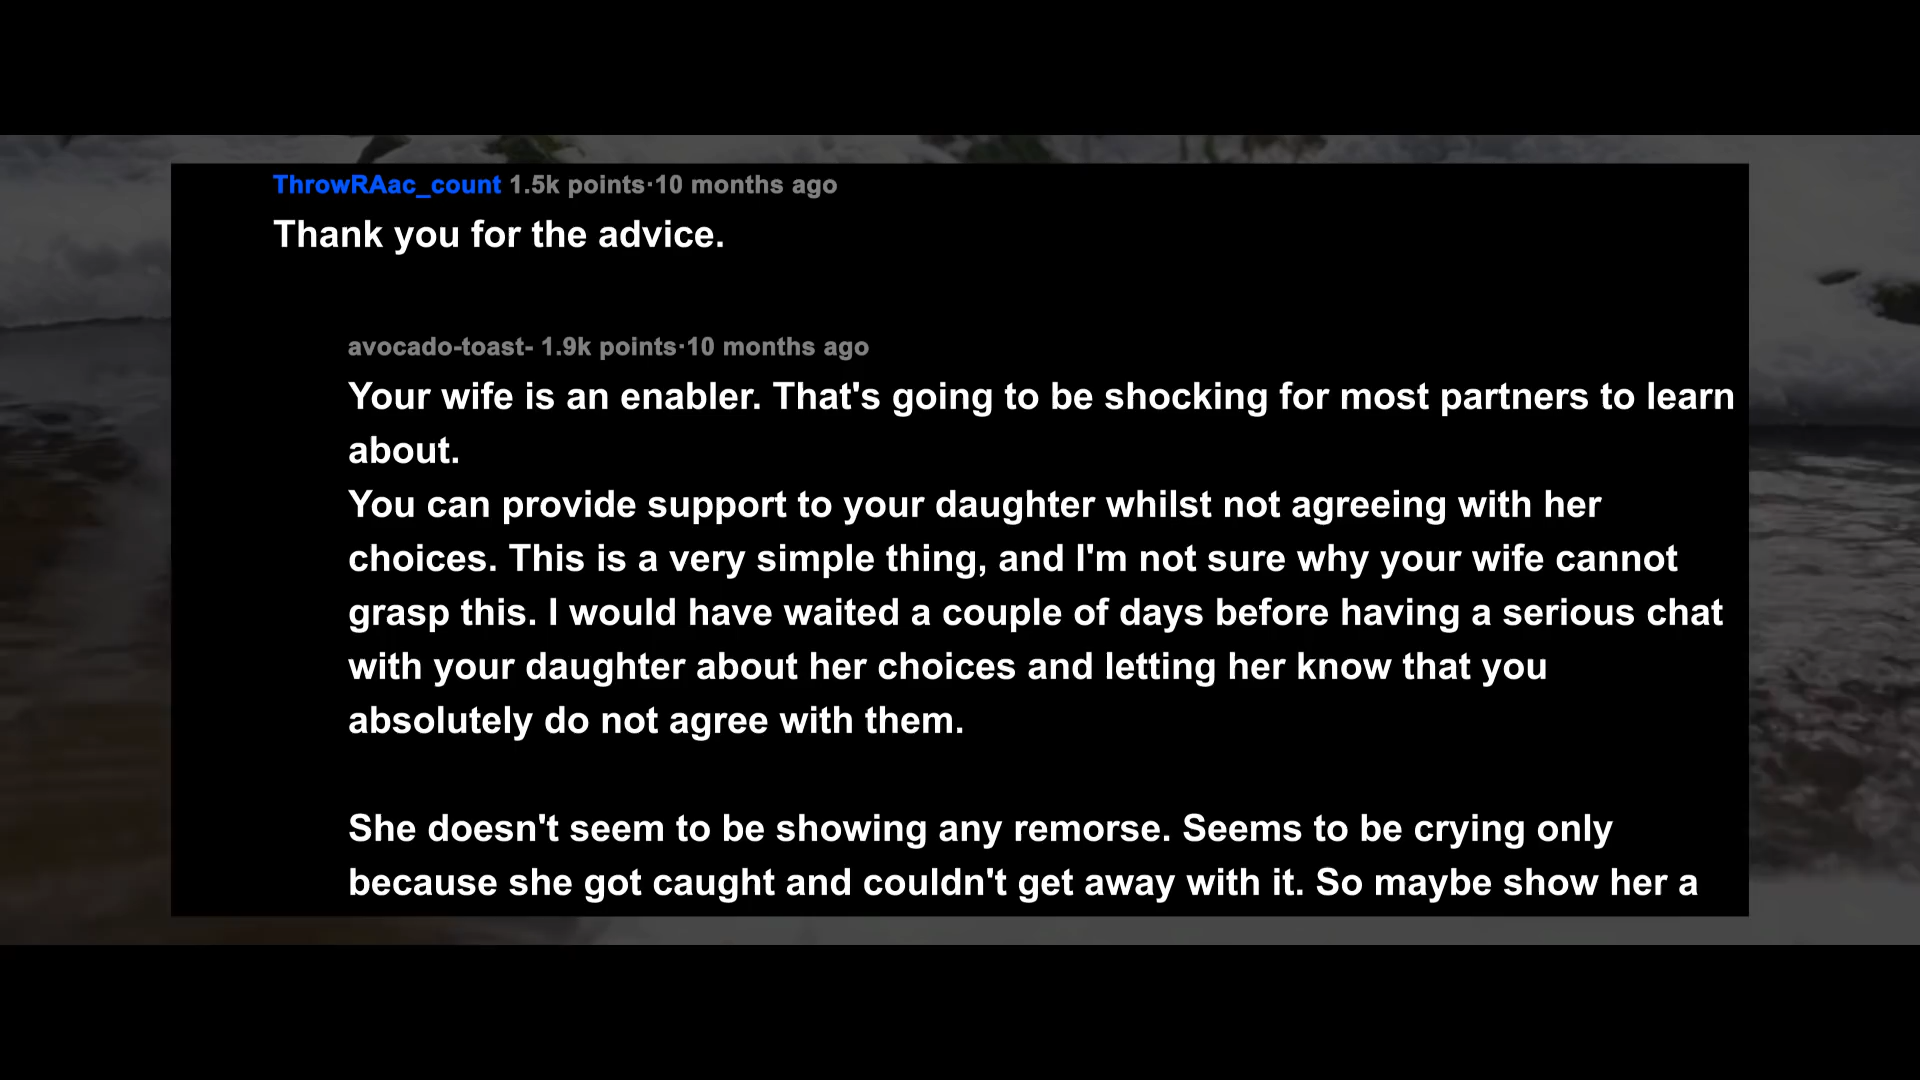 ThrowRAac_count 1.5k points·10 months ago
Thank you for the advice.
avocado-toast- 1.9k points·10 months ago
Your wife is an enabler. That's going to be shocking for most partners to learn
about.
You can provide support to your daughter whilst not agreeing with her
choices. This is a very simple thing, and I'm not sure why your wife cannot
grasp this. I would have waited a couple of days before having a serious chat
with your daughter about her choices and letting her know that you
absolutely do not agree with them.
She doesn't seem to be showing any remorse. Seems to be crying only
because she got caught and couldn't get away with it. So maybe show her a